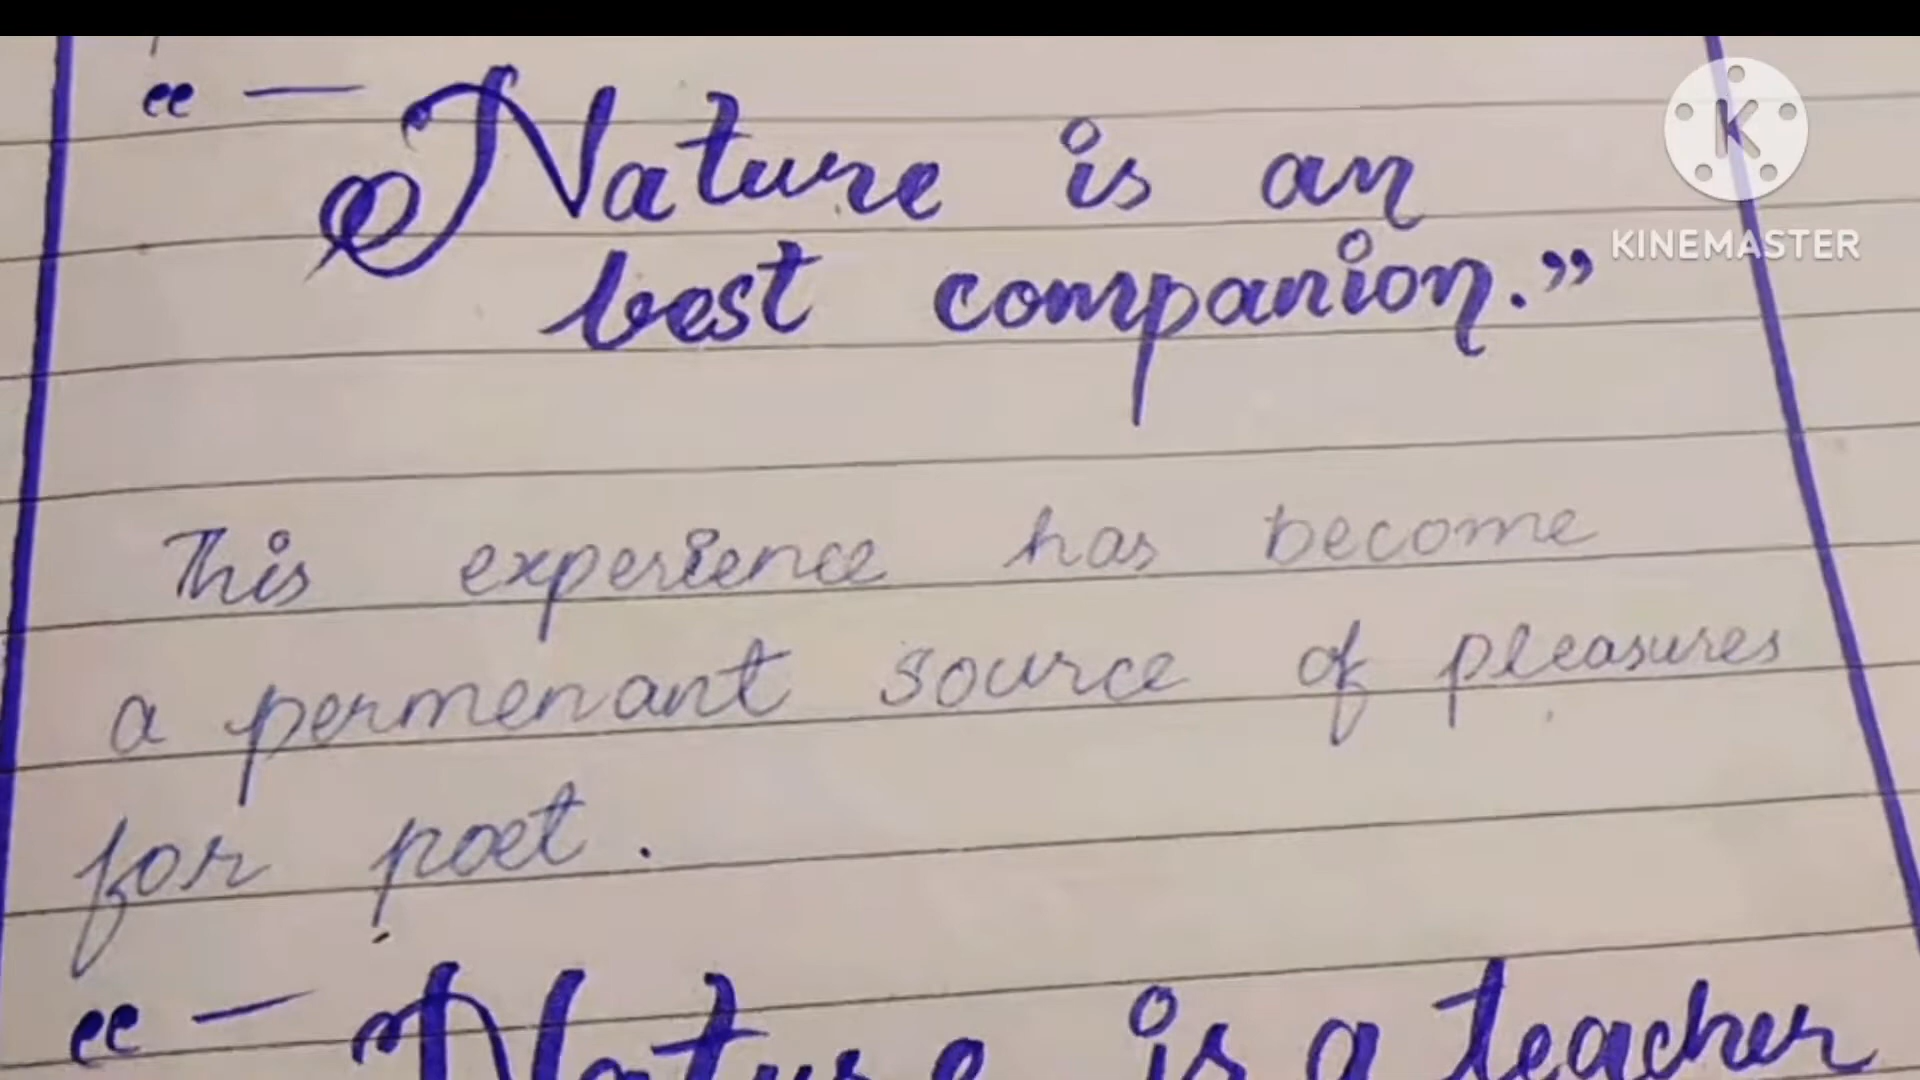 “ — Nature is an
best companion.”
KINEMASTER
This experience has become
a permenant source of pleasures
for poet.
“ — Nature is a teacher